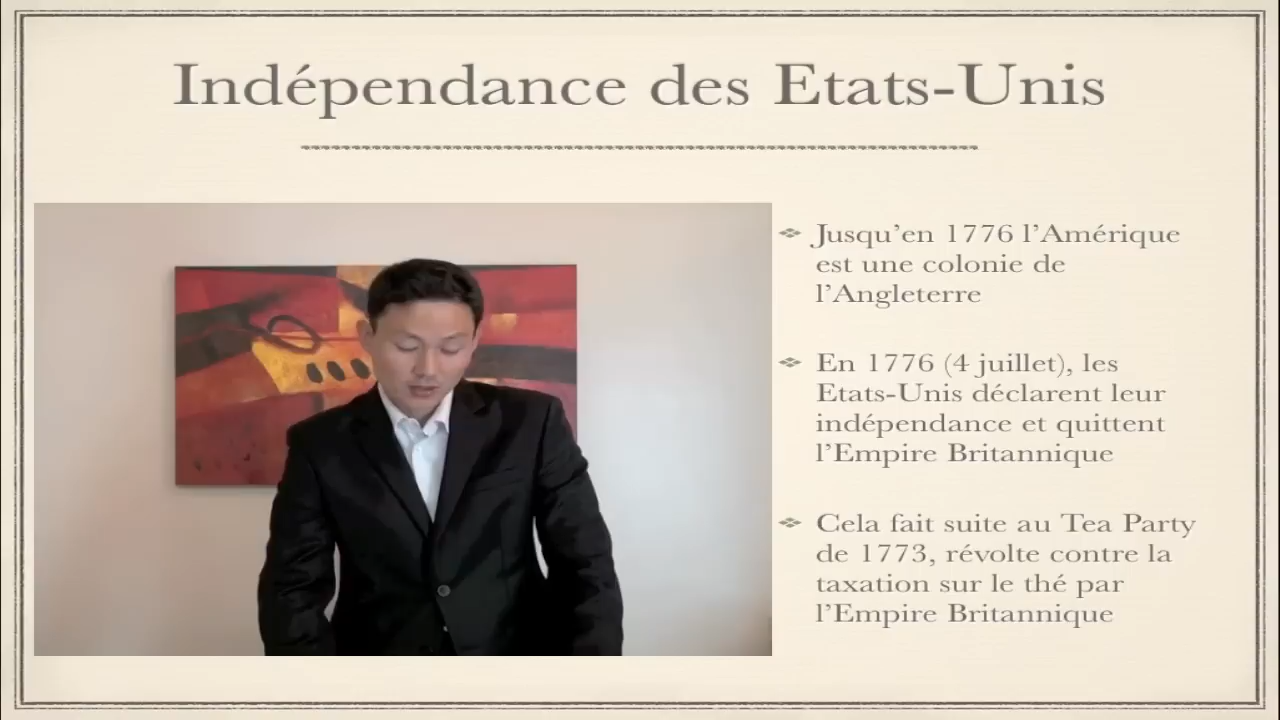 Indépendance des Etats-Unis
Jusqu'en 1776 l'Amérique
est une colonie de
l'Angleterre
En 1776 (4 juillet), les
Etats-Unis déclarent leur
indépendance et quittent
l'Empire Britannique
Cela fait suite au Tea Party
de 1773, révolte contre la
taxation sur le thé par
l'Empire Britannique